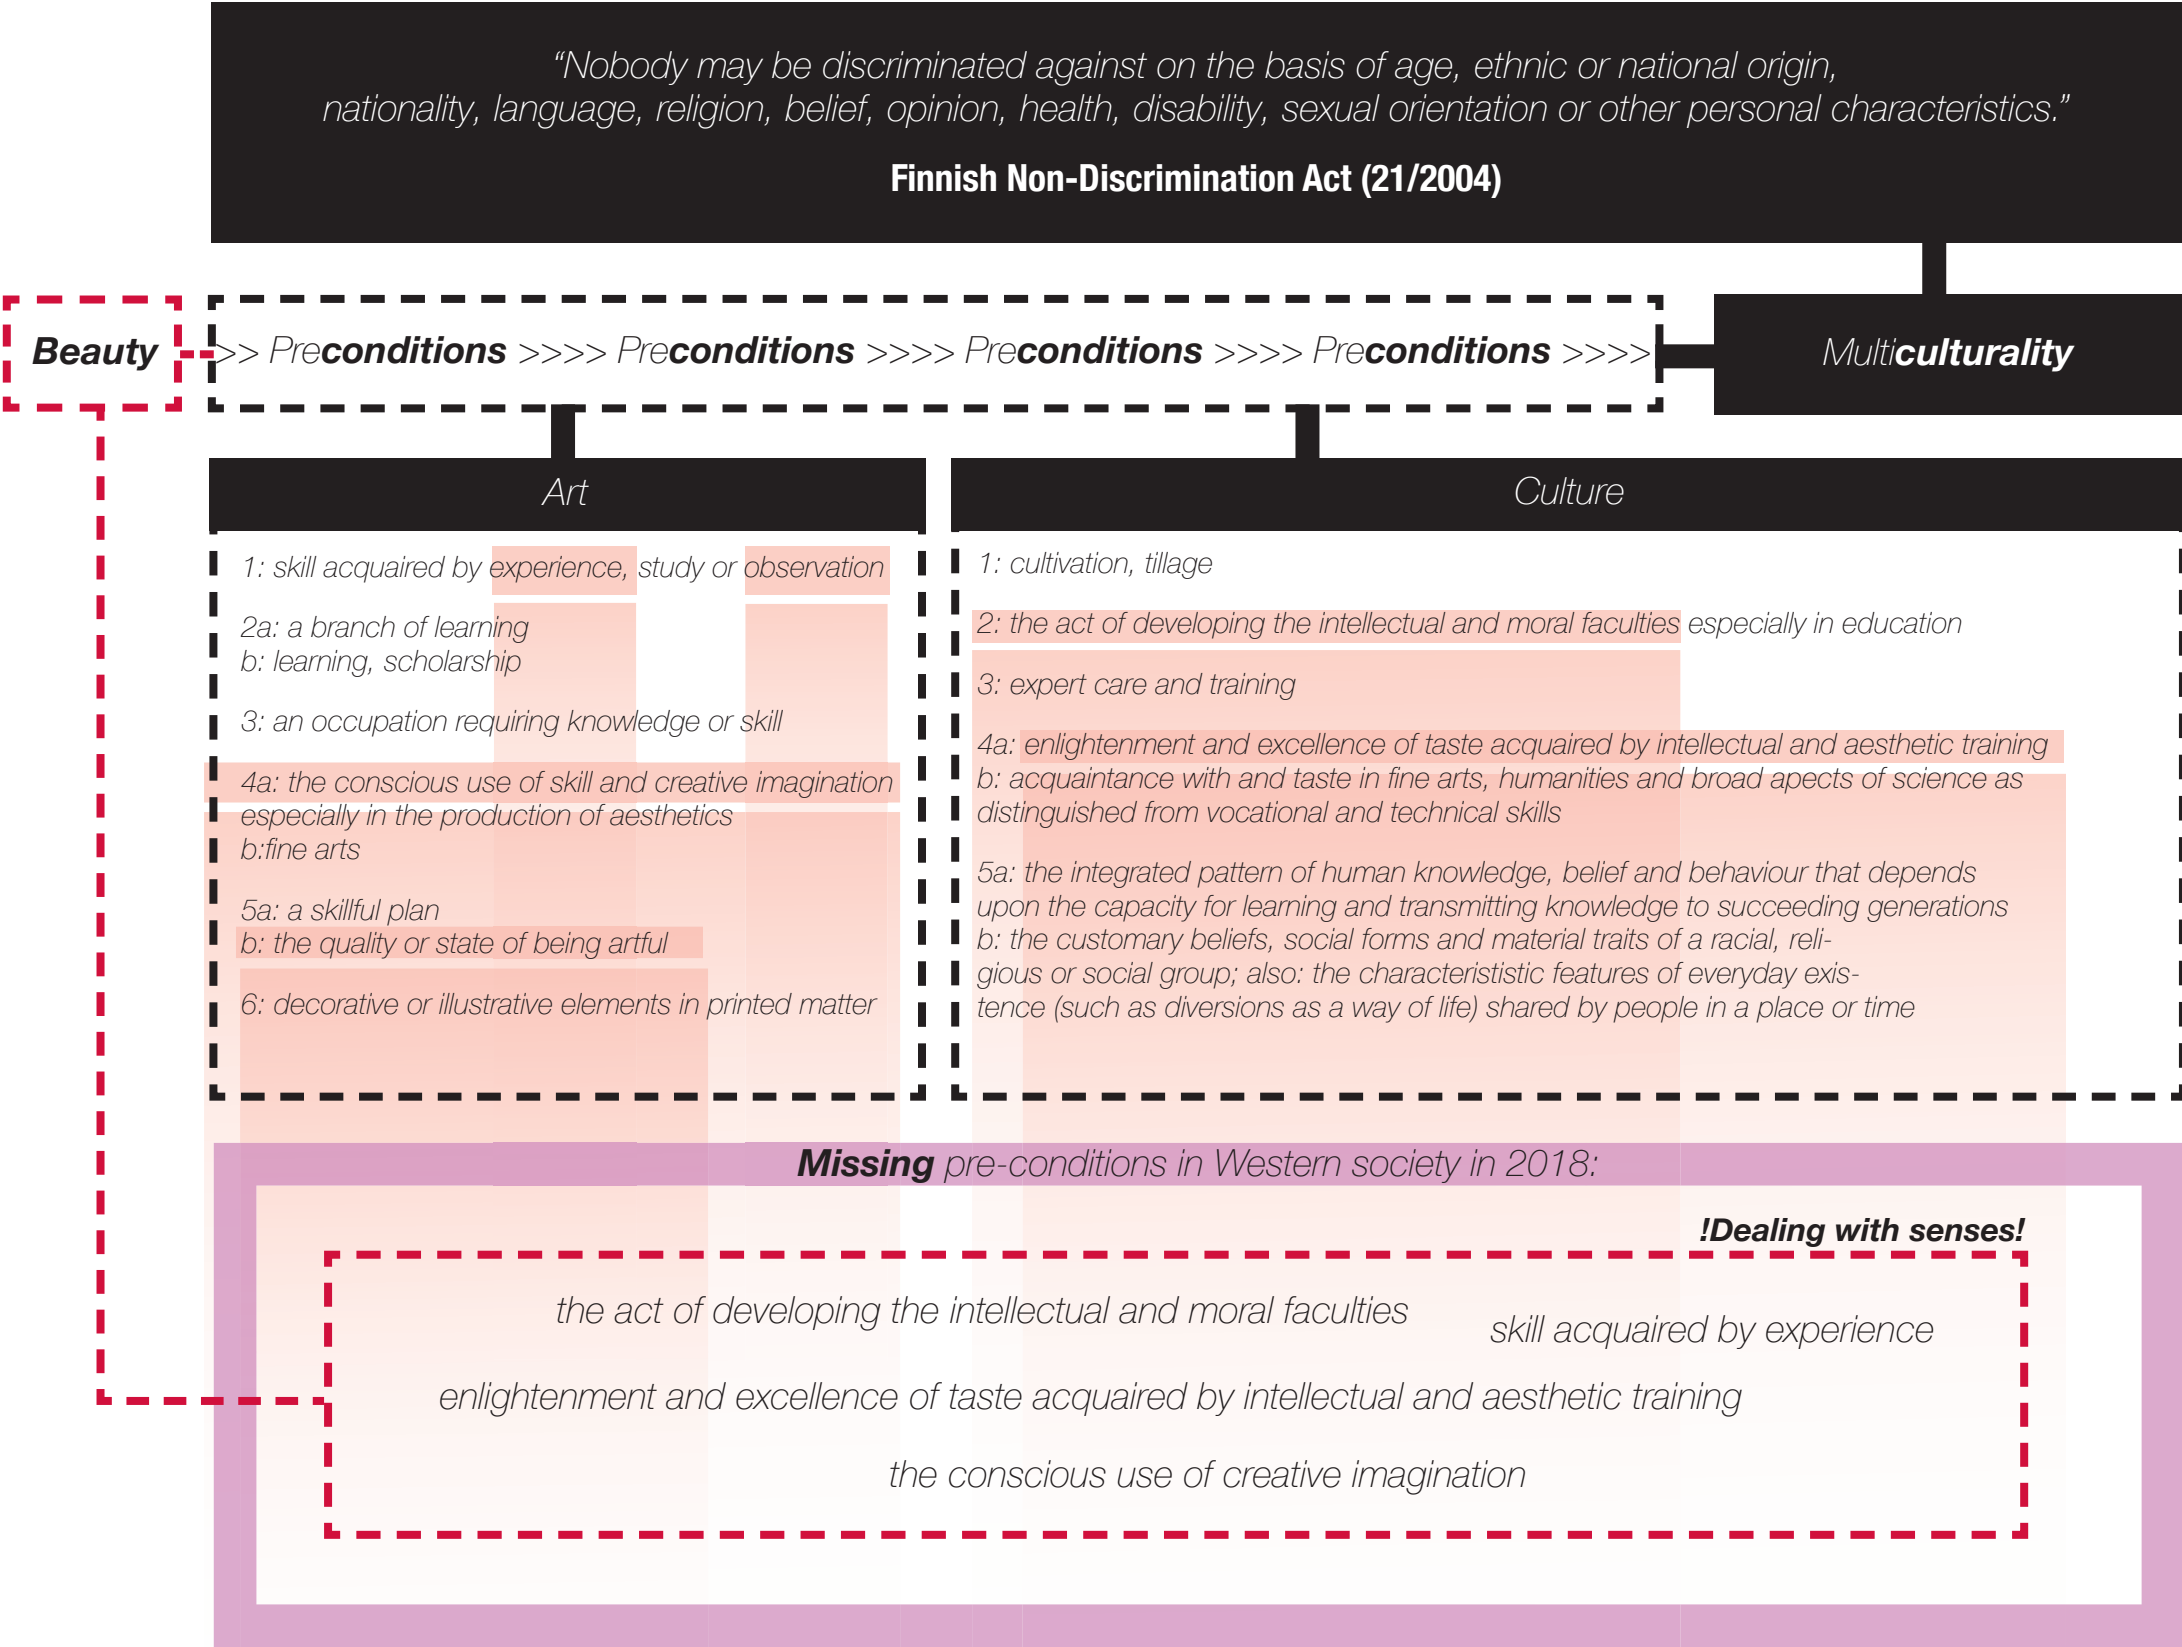 “Nobody may be discriminated against on the basis of age, ethnic or national origin,
nationality, language, religion, belief, opinion, health, disability, sexual orientation or other personal characteristics.”
Finnish Non-Discrimination Act (21/2004)
Beauty
>> Preconditions >>>> Preconditions >>>> Preconditions >>>> Preconditions >>>>
Multiculturality
Art
1: skill acquaired by experience, study or observation
2a: a branch of learning
b: learning, scholarship
3: an occupation requiring knowledge or skill
4a: the conscious use of skill and creative imagination
especially in the production of aesthetics
b:fine arts
5a: a skillful plan
b: the quality or state of being artful
6: decorative or illustrative elements in printed matter
Culture
1: cultivation, tillage
2: the act of developing the intellectual and moral faculties especially in education
3: expert care and training
4a: enlightenment and excellence of taste acquaired by intellectual and aesthetic training
b: acquaintance with and taste in fine arts, humanities and broad apects of science as
distinguished from vocational and technical skills
5a: the integrated pattern of human knowledge, belief and behaviour that depends
upon the capacity for learning and transmitting knowledge to succeeding generations
b: the customary beliefs, social forms and material traits of a racial, reli-
gious or social group; also: the characterististic features of everyday exis-
tence (such as diversions as a way of life) shared by people in a place or time
Missing pre-conditions in Western society in 2018:
!Dealing with senses!
the act of developing the intellectual and moral faculties
skill acquaired by experience
enlightenment and excellence of taste acquaired by intellectual and aesthetic training
the conscious use of creative imagination